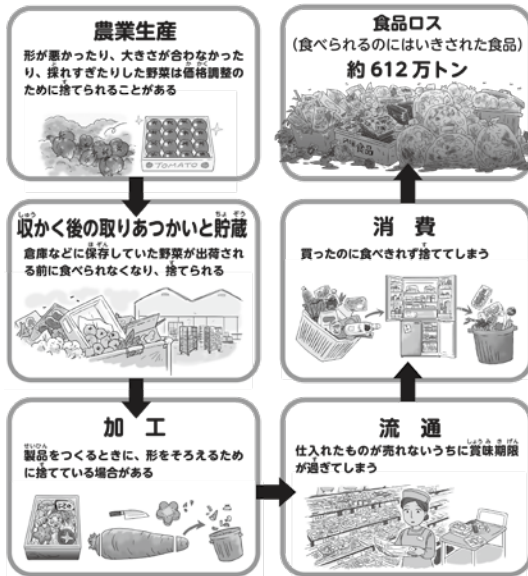 農業生産
形が悪かったり、大きさが合わなかっ
たり、採れすぎたりした野菜は価格調整の
ために捨てられることがある
TOMATO
収かく後の取りあつかいと貯蔵
倉庫などに保存していた野菜が出荷され
る前に食べられなくなり、捨てられる
加工
製品をつくるときに、形をそろえるため
に捨てている場合がある
流通
仕入れたものが売れないうちに賞味期限
が過ぎてしまう
消費
買ったのに食べきれず捨ててしまう
食品ロス
(食べられるのにはいきされた食品)
約612万トン
食品